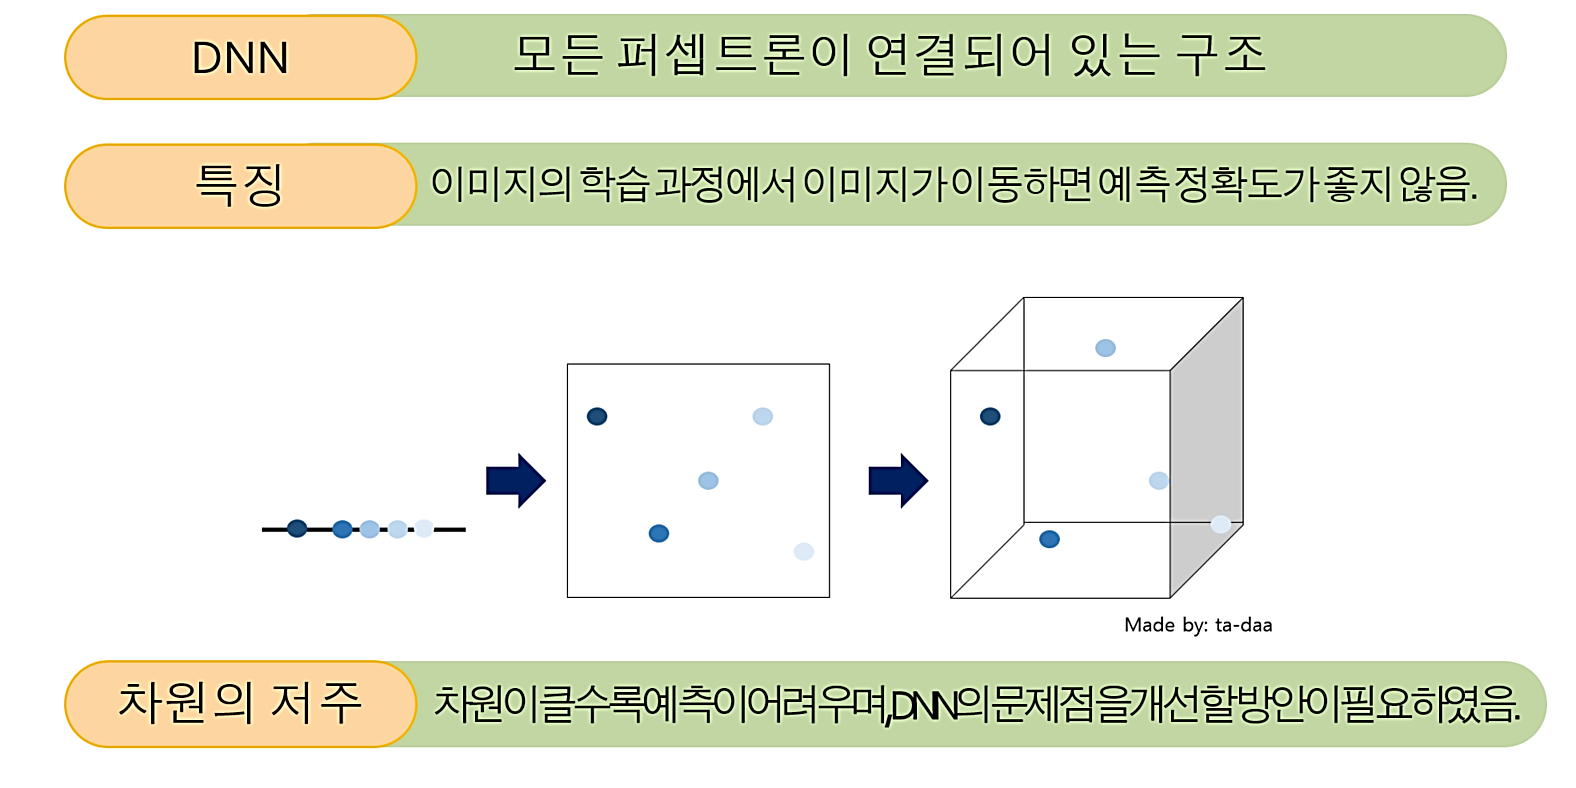 DNN 모든 퍼셉트론이 연결되어 있는 구조
특징 이미지의 학습 과정에서 이미지가 이동하면 예측 정확도가 좋지 않음.
Made by: ta-daa
차원의 저주 차원이 클수록 예측이 어려우며, DNN의 문제점을 개선할 방안이 필요하였음.